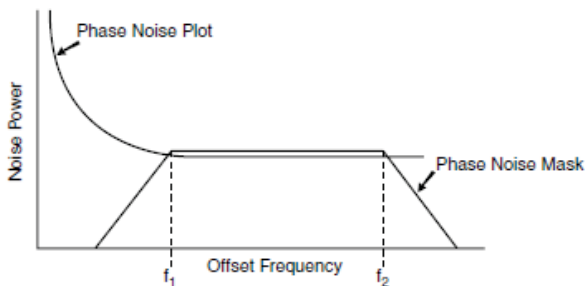 Phase Noise Plot
Noise Power
Phase Noise Mask
f₁
Offset Frequency
f₂